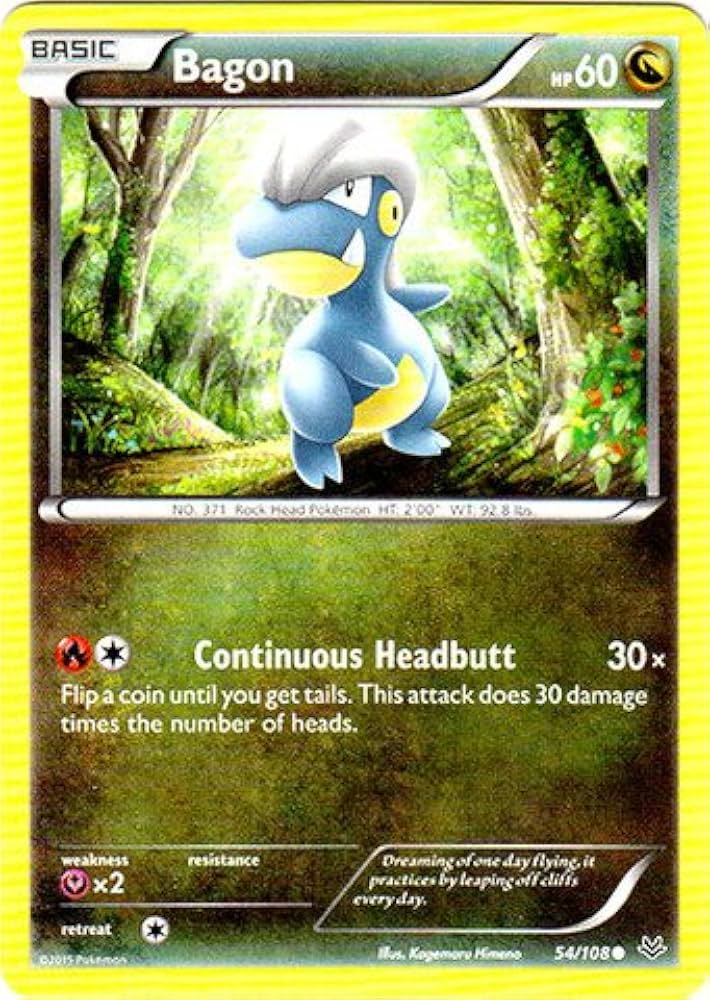 BASIC Bagon HP 60
NO. 371 Rock Head Pokémon HT: 2'00" WT: 92.8 lbs.
Continuous Headbutt 30×
Flip a coin until you get tails. This attack does 30 damage
times the number of heads.
weakness resistance
×2
Dreaming of one day flying, it
practices by leaping off cliffs
every day.
retreat
©2015 Pokémon Illus. Kagemaru Himeno 54/108